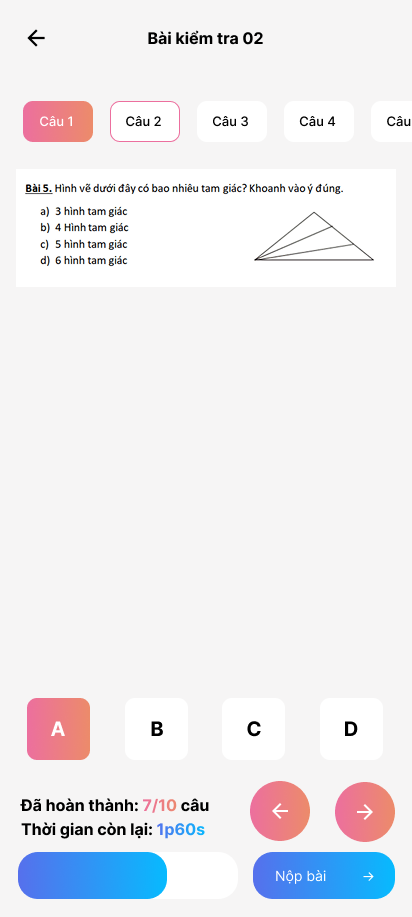 Bài kiểm tra 02
Câu 1 Câu 2 Câu 3 Câu 4 Câu
Bài 5. Hình vẽ dưới đây có bao nhiêu tam giác? Khoanh vào ý đúng.
a) 3 hình tam giác
b) 4 Hình tam giác
c) 5 hình tam giác
d) 6 hình tam giác
A B C D
Đã hoàn thành: 7/10 câu
Thời gian còn lại: 1p60s
Nộp bài